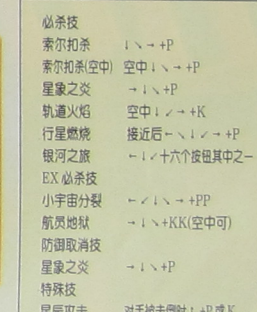 必杀技
索尔扣杀 ↓↘→+P
索尔扣杀(空中) 空中↓↘→+P
星象之炎 →↓↘+P
轨道火焰 空中↓↙→+K
行星燃烧 接近后←↘↓↙→+P
银河之旅 ←↓↙十六个按钮其中之一
EX必杀技
小宇宙分裂 ←↙↓↘→+PP
航员地狱 →↓↘+KK(空中可)
防御取消技
星象之炎 →↓↘+P
特殊技